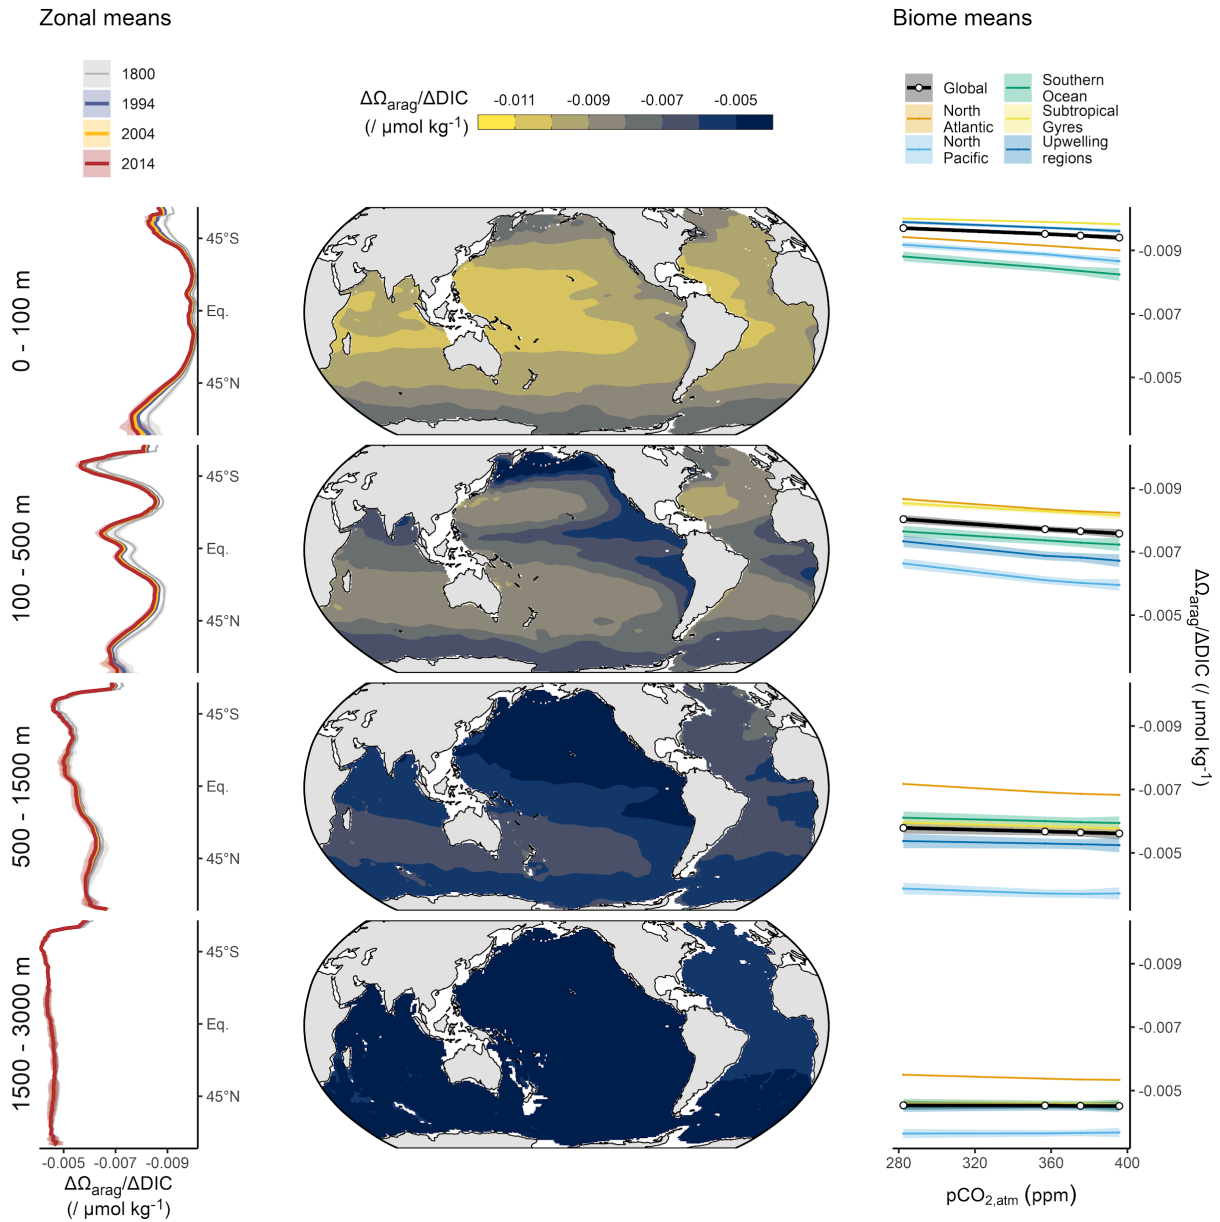 Zonal means
Biome means
1800
1994
2004
2014
ΔΩarag/ΔDIC
(/ μmol kg-1)
-0.011 -0.009 -0.007 -0.005
Global
North
Atlantic
North
Pacific
Southern
Ocean
Subtropical
Gyres
Upwelling
regions
0 - 100 m
45°S
Eq.
45°N
-0.009
-0.007
-0.005
100 - 500 m
45°S
Eq.
45°N
-0.009
-0.007
-0.005
500 - 1500 m
45°S
Eq.
45°N
-0.009
-0.007
-0.005
1500 - 3000 m
45°S
Eq.
45°N
-0.009
-0.007
-0.005
ΔΩarag/ΔDIC (/ μmol kg-1)
-0.005 -0.007 -0.009
ΔΩarag/ΔDIC
(/ μmol kg-1)
280 320 360 400
pCO2,atm (ppm)